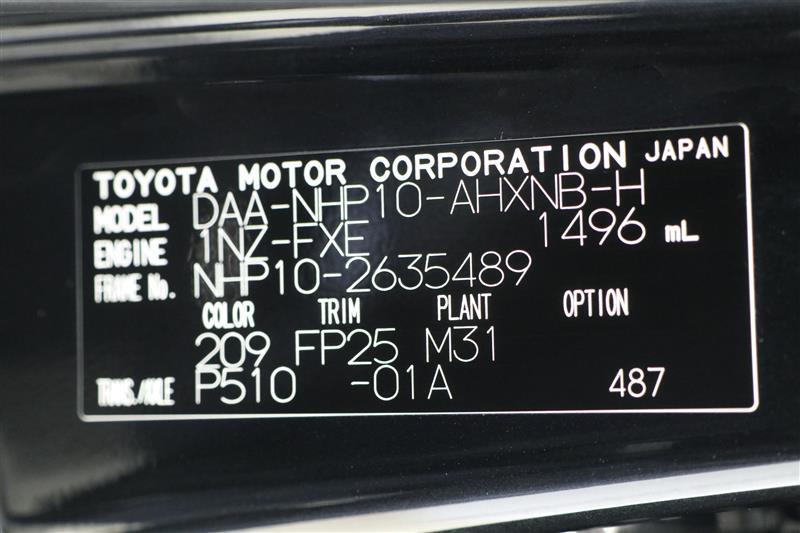 TOYOTA MOTOR CORPORATION JAPAN
MODEL DAA-NHP10-AHXNB-H
ENGINE 1NZ-FXE 1496 mL
FRAME No. NHP10-2635489
COLOR TRIM PLANT OPTION
209 FP25 M31
TRANS./AXLE P510 -01A 487